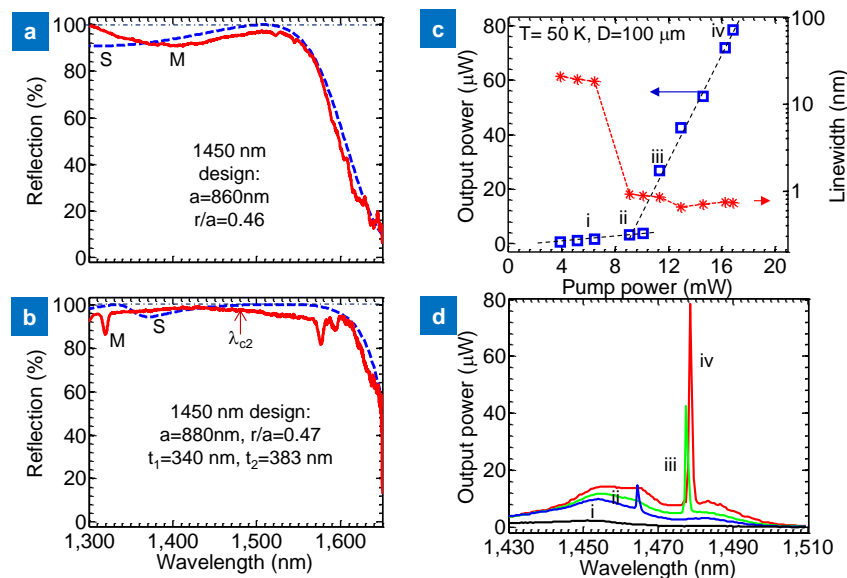 a
Reflection (%)
100
80
60
40
20
0
S
M
1450 nm
design:
a=860nm
r/a=0.46
b
Reflection (%)
100
80
60
40
20
0
M
S
λc2
1450 nm design:
a=880nm, r/a=0.47
t1=340 nm, t2=383 nm
1,300 1,400 1,500 1,600
Wavelength (nm)
c
T= 50 K, D=100 μm
Output power (μW)
80
60
40
20
0
i
ii
iii
iv
100
10
1
Linewidth (nm)
0 4 8 12 16 20
Pump power (mW)
d
Output power (μW)
80
60
40
20
0
i
ii
iii
iv
1,430 1,450 1,470 1,490 1,510
Wavelength (nm)